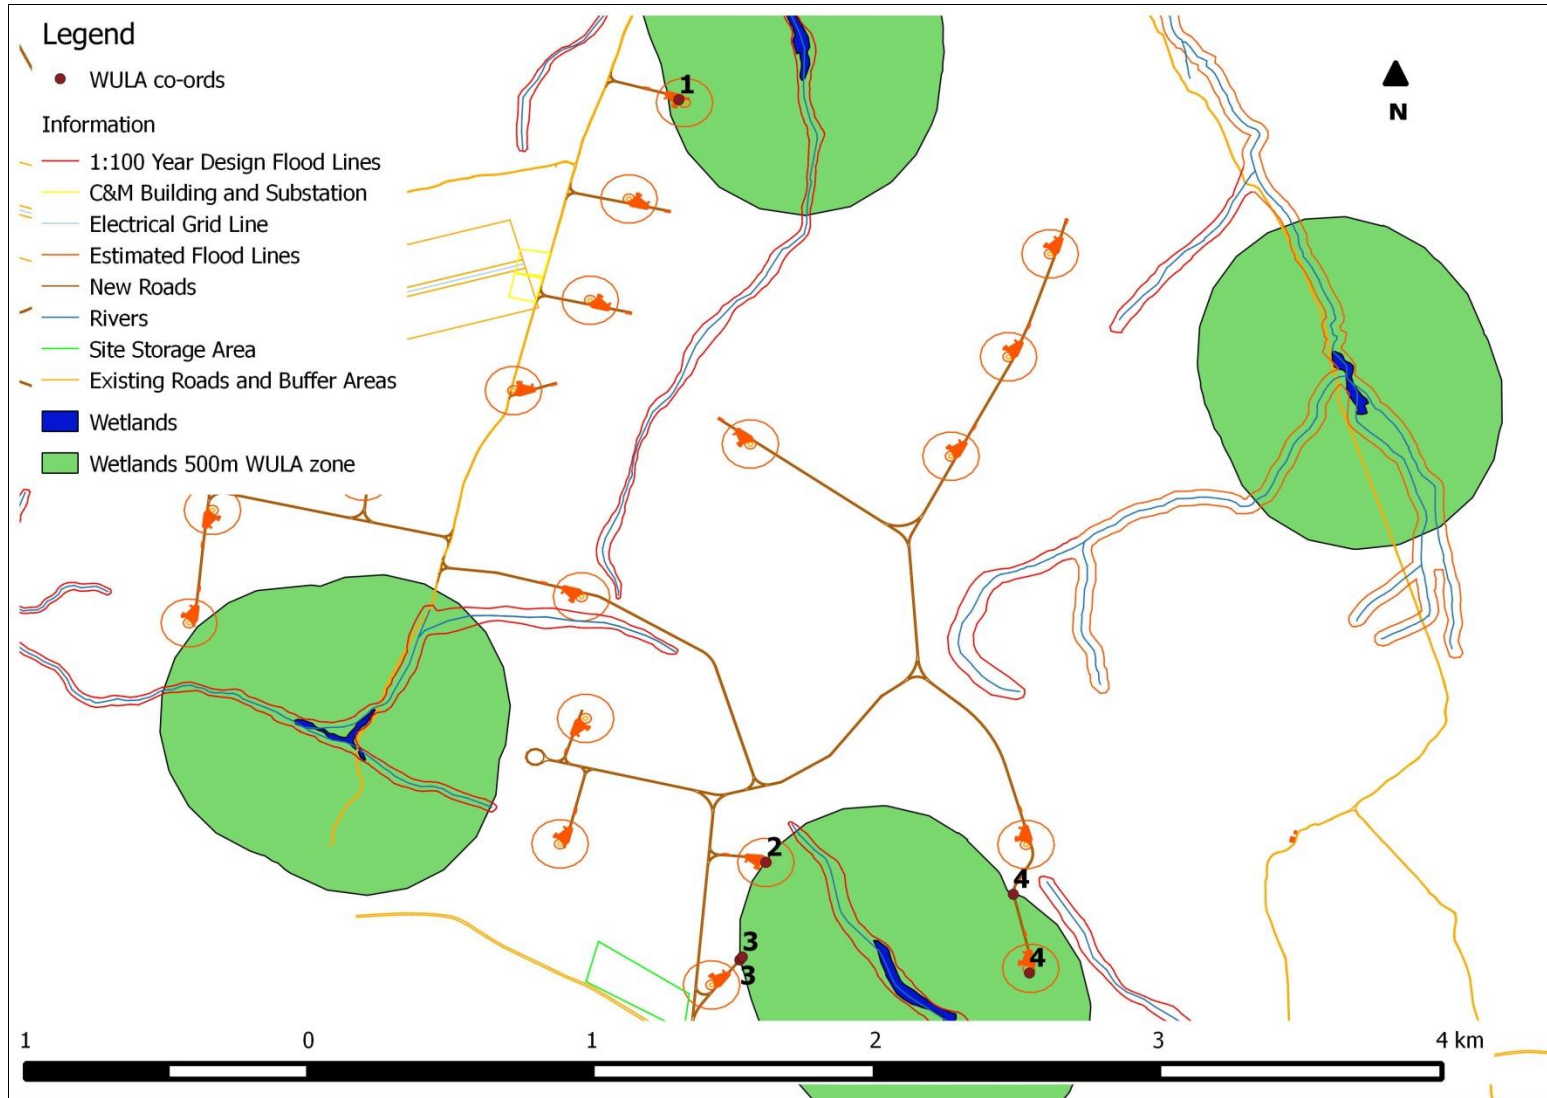 Legend
WULA co-ords
Information
1:100 Year Design Flood Lines
C&M Building and Substation
Electrical Grid Line
Estimated Flood Lines
New Roads
Rivers
Site Storage Area
Existing Roads and Buffer Areas
Wetlands
Wetlands 500m WULA zone
1
N
2
4
3
3
4
1 0 1 2 3 4 km